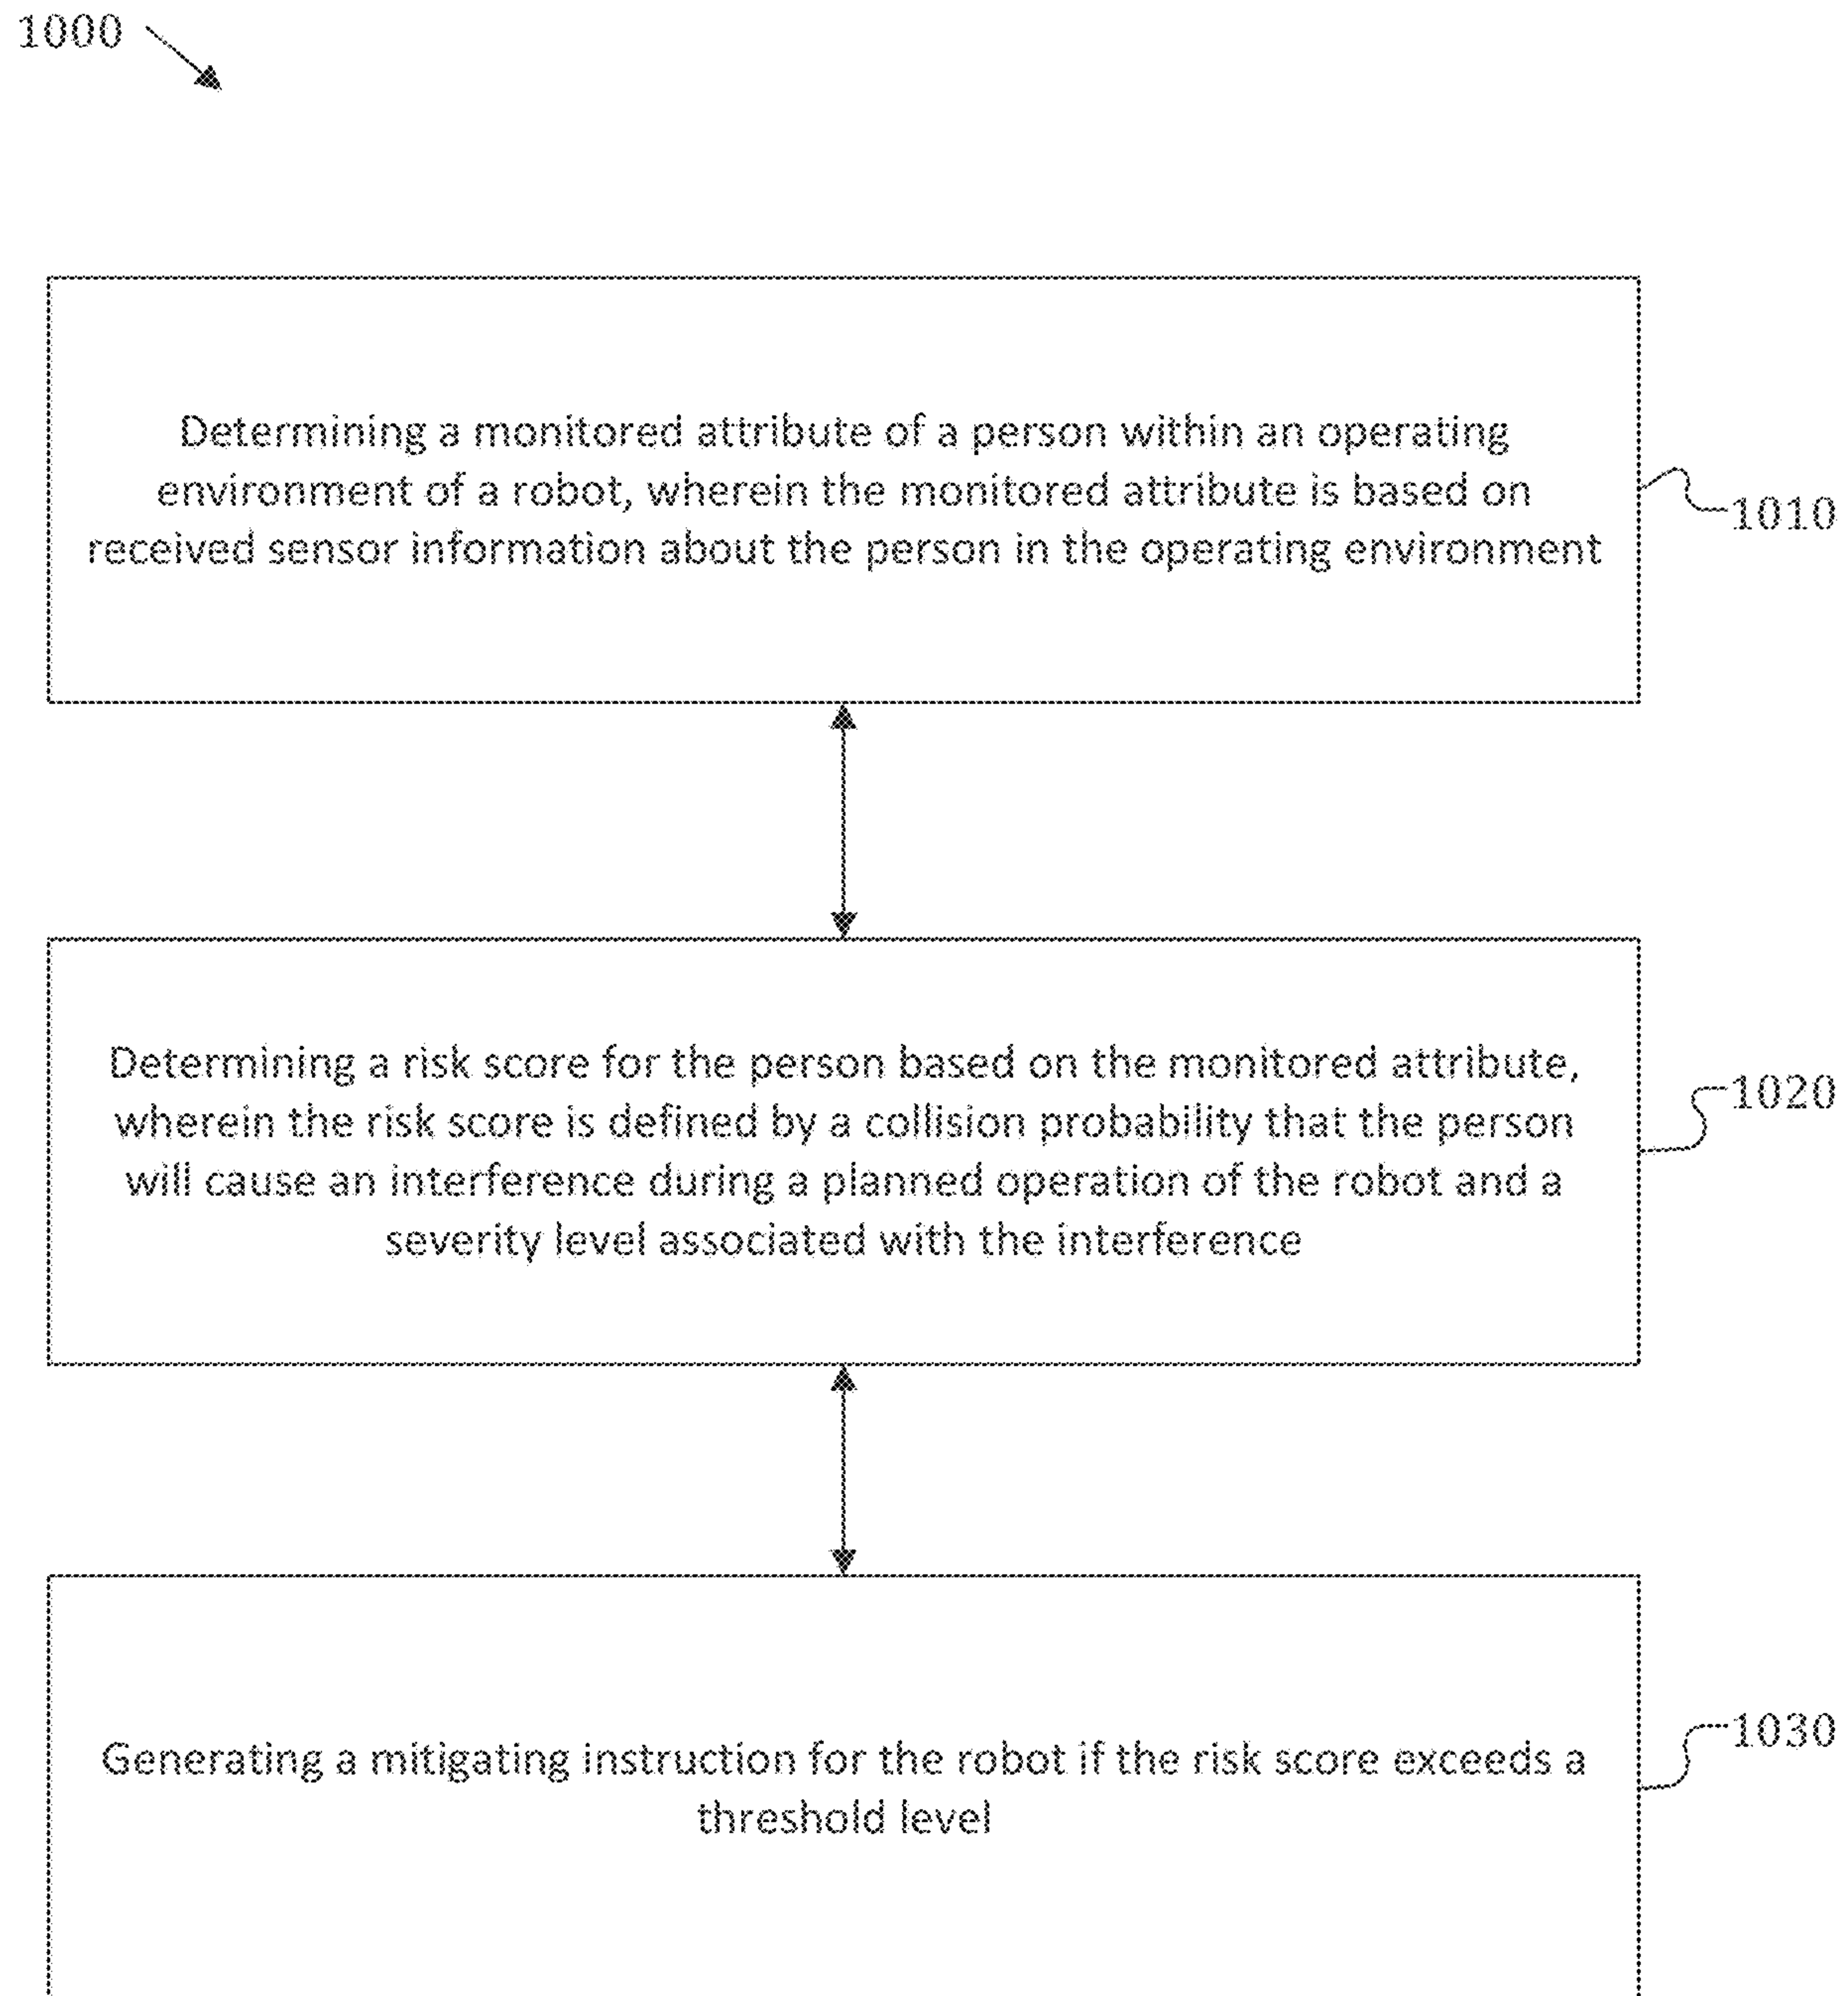 1000
Determining a monitored attribute of a person within an operating
environment of a robot, wherein the monitored attribute is based on
received sensor information about the person in the operating environment
1010
Determining a risk score for the person based on the monitored attribute,
wherein the risk score is defined by a collision probability that the person
will cause an interference during a planned operation of the robot and a
severity level associated with the interference
1020
Generating a mitigating instruction for the robot if the risk score exceeds a
threshold level
1030